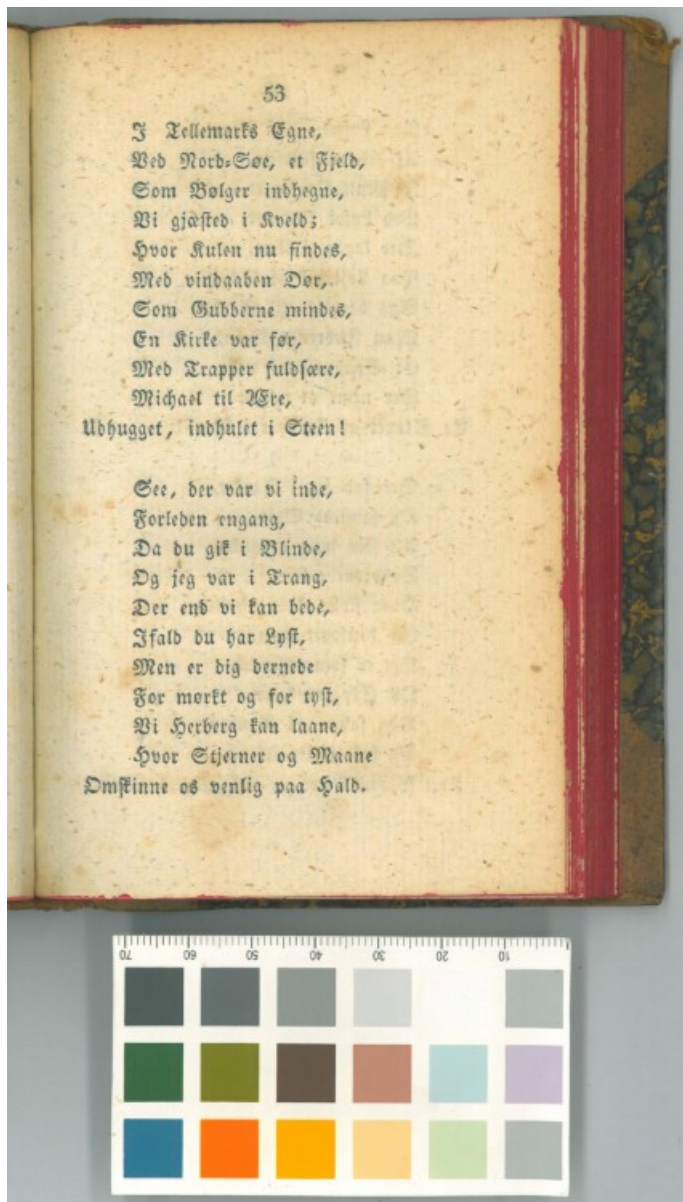 53
I Tellemarks Egne,
Ved Nord-Søe, et Fjeld,
Som Bølger indhegne,
Vi gjæsted i Kveld;
Hvor Kulen nu findes,
Med vindaaben Dør,
Som Gubberne mindes,
En Kirke var før,
Med Trapper fuldsære,
Michael til Ære,
Udhugget, indhulet i Steen!
See, der var vi inde,
Forleden engang,
Da du gik i Blinde,
Og jeg var i Trang,
Der end vi kan bede,
Ifald du har Lyst,
Men er dig dernede
For mørkt og for tyst,
Vi Herberg kan laane,
Hvor Stjerner og Maane
Omskinne os venlig paa Hald.
70 60 50 40 30 20 10